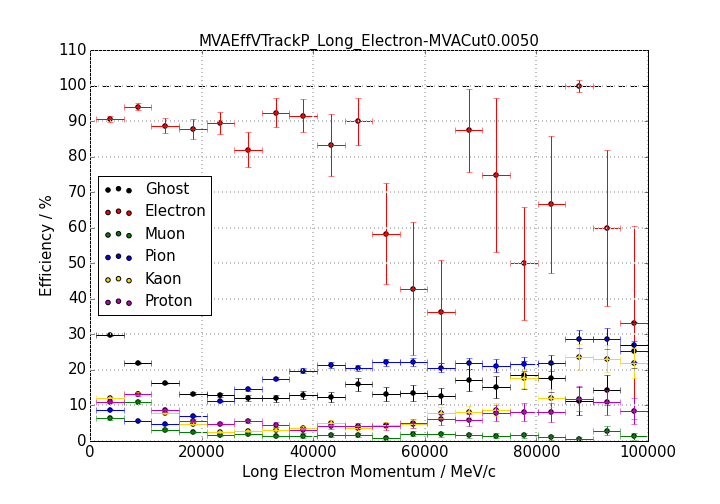 MVAEffVTrackP_Long_Electron-MVACut0.0050
110
100
90
80
70
60
50
40
30
20
10
0
Efficiency / %
Ghost
Electron
Muon
Pion
Kaon
Proton
0 20000 40000 60000 80000 100000
Long Electron Momentum / MeV/c